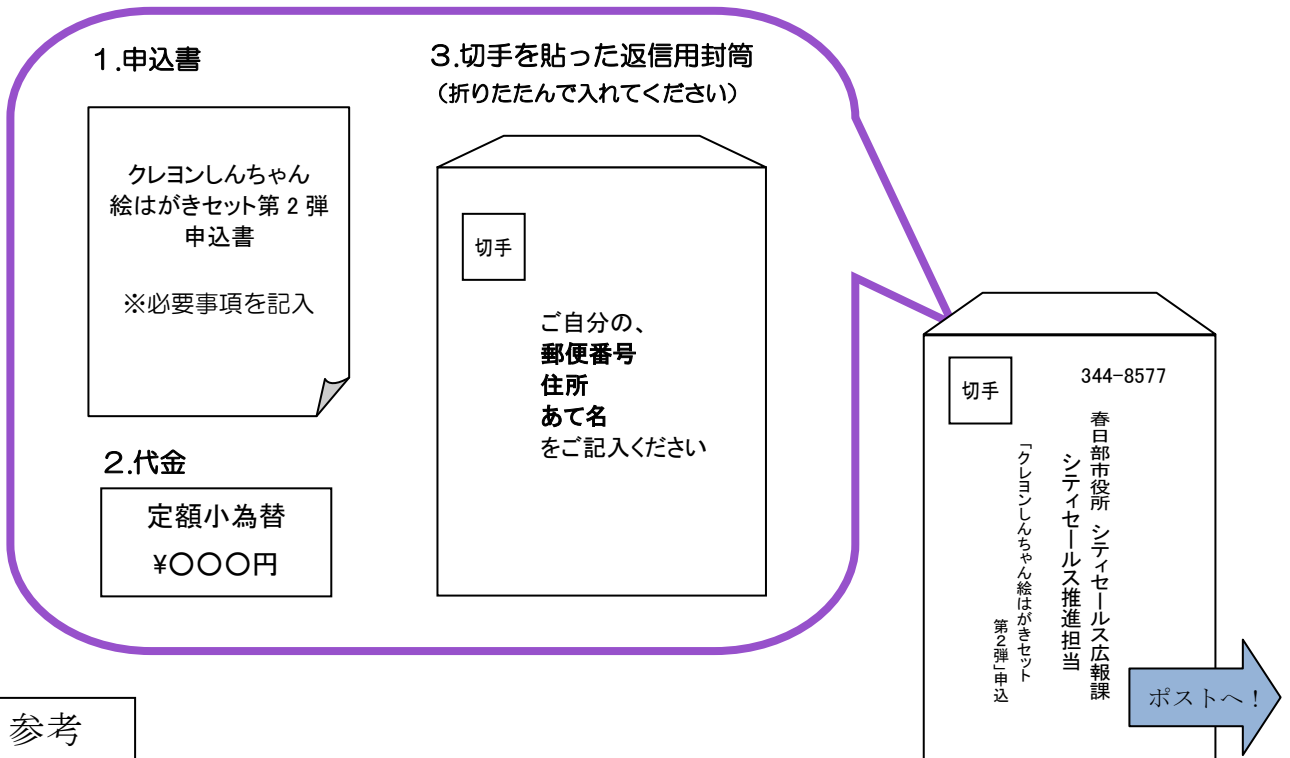 1.申込書
クレヨンしんちゃん
絵はがきセット第 2 弾
申込書
※必要事項を記入
2.代金
定額小為替
¥〇〇〇円
3.切手を貼った返信用封筒
（折りたたんで入れてください）
切手
ご自分の、
郵便番号
住所
あて名
をご記入ください
切手
344-8577
春日部市役所 シティセールス広報課
シティセールス推進担当
「クレヨンしんちゃん絵はがきセット
第２弾」申込
ポストへ！
参考